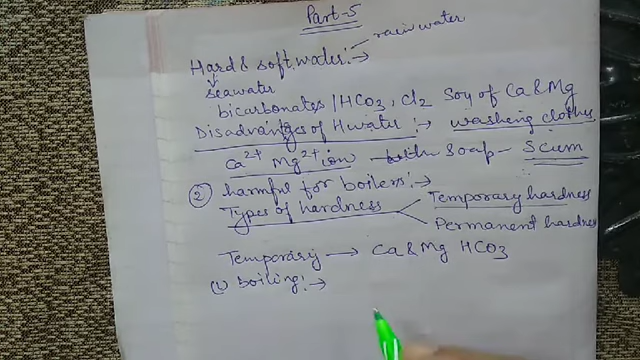 Part-5
Hard & soft water :→ rain water
seawater
bicarbonates / HCO3, Cl2 So4 of Ca & Mg
Disadvantages of H water :→ washing clothes
Ca2+ Mg2+ ion with Soap - Scum
② harmful for boilers :→
Types of hardness Temporary hardness
Permanent hardness
Temporary → Ca & Mg HCO3
(1) boiling :→